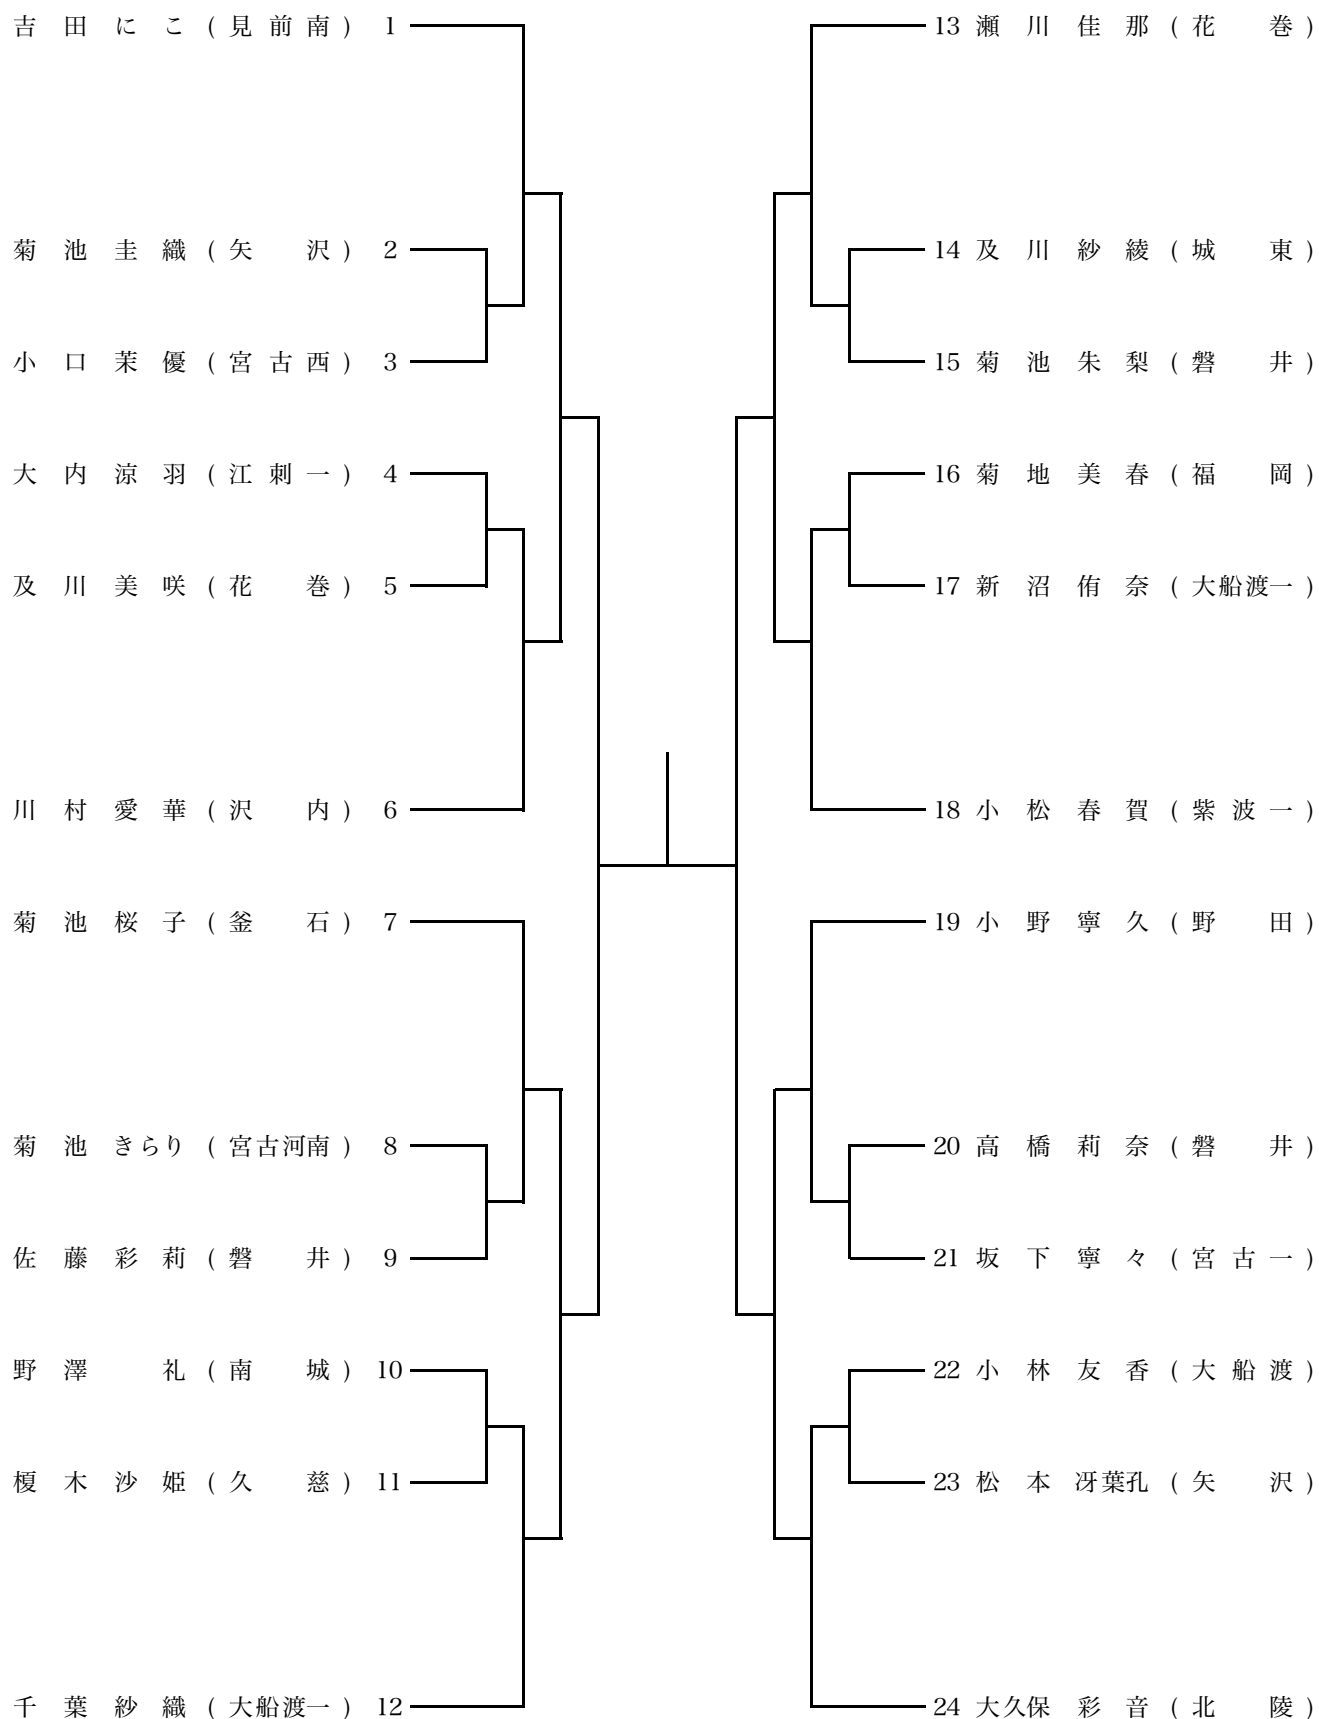 吉田にこ(見前南) 1
菊池圭織(矢沢) 2
小口茉優(宮古西) 3
大内涼羽(江刺一) 4
及川美咲(花巻) 5
川村愛華(沢内) 6
菊池桜子(釜石) 7
菊池きらり(宮古河南) 8
佐藤彩莉(磐井) 9
野澤礼(南城) 10
榎木沙姫(久慈) 11
千葉紗織(大船渡一) 12
13 瀬川佳那(花巻)
14 及川紗綾(城東)
15 菊池朱梨(磐井)
16 菊地美春(福岡)
17 新沼侑奈(大船渡一)
18 小松春賀(紫波一)
19 小野寧久(野田)
20 高橋莉奈(磐井)
21 坂下寧々(宮古一)
22 小林友香(大船渡)
23 松本冴葉孔(矢沢)
24 大久保彩音(北陵)